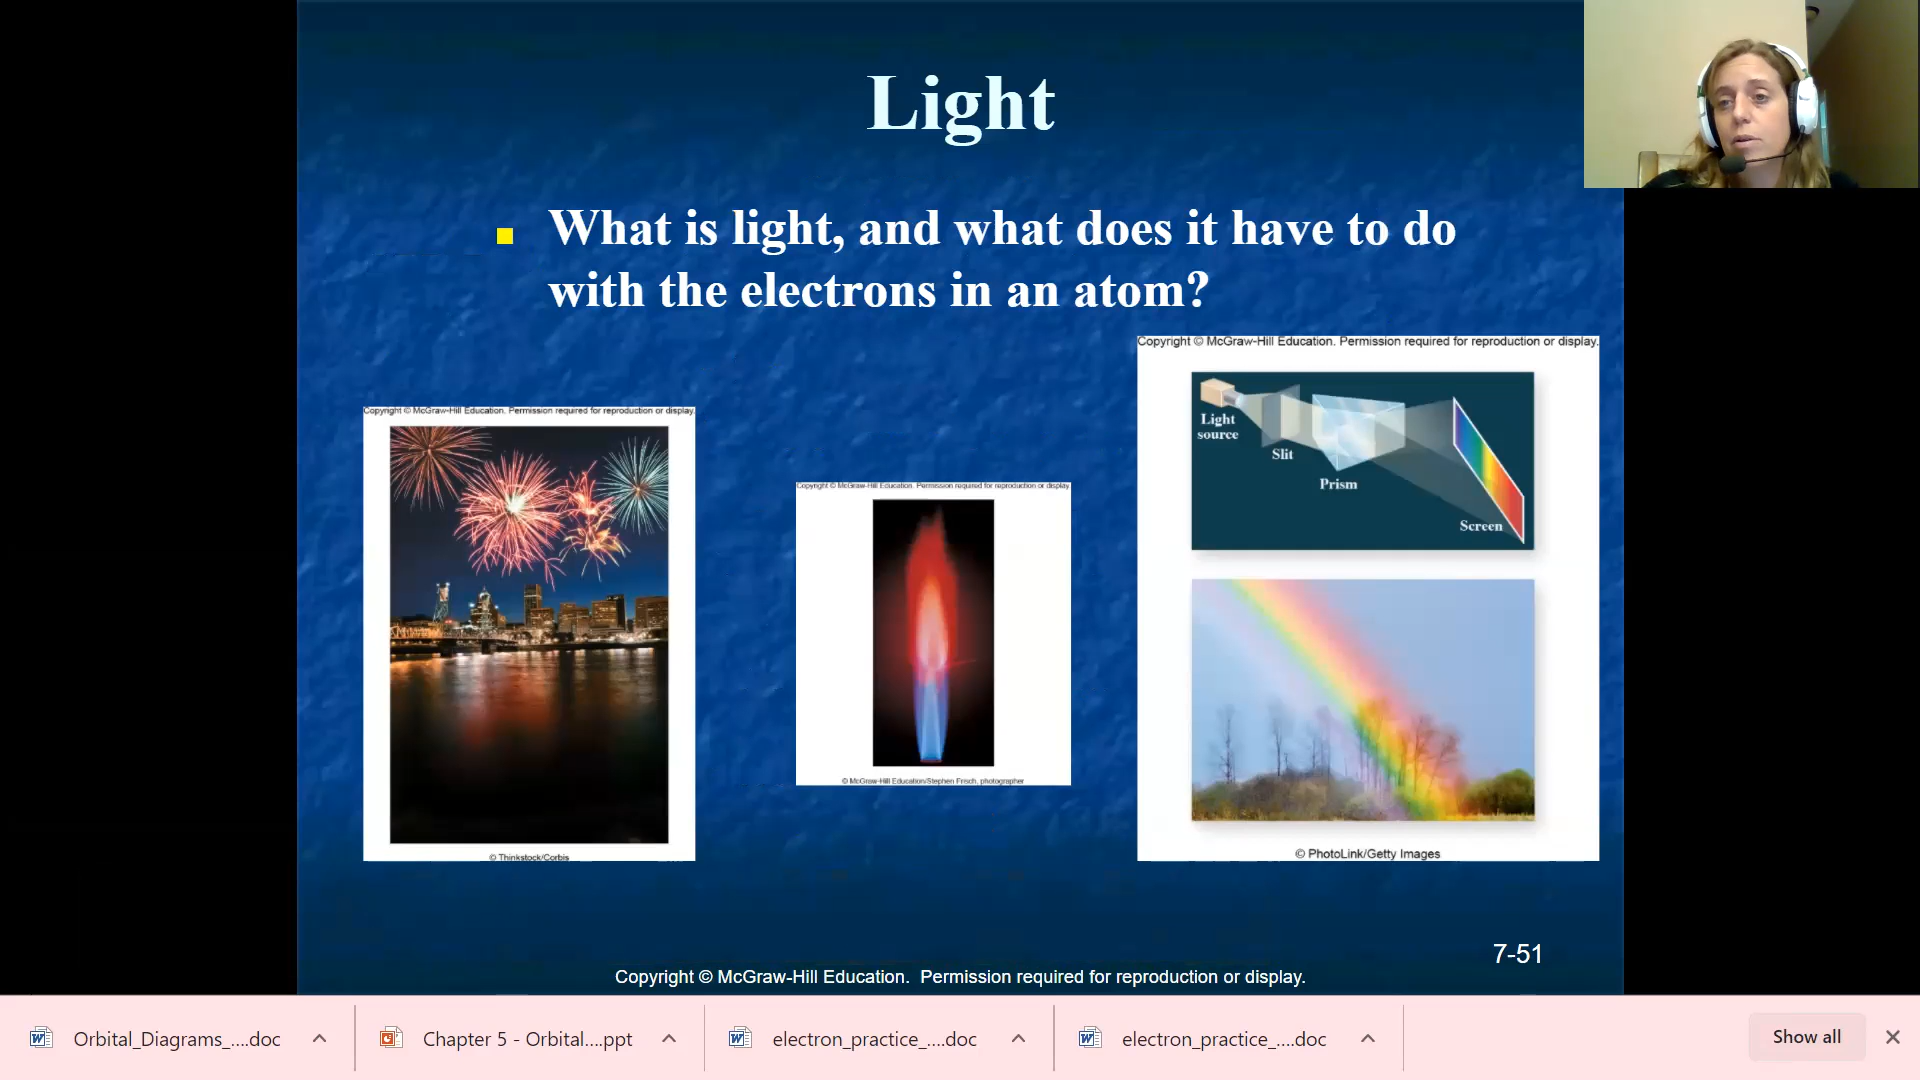 Light
What is light, and what does it have to do
with the electrons in an atom?
Copyright © McGraw-Hill Education. Permission required for reproduction or display.
© Thinkstock/Corbis
Copyright © McGraw-Hill Education. Permission required for reproduction or display.
© McGraw-Hill Education/Stephen Frisch, photographer
Copyright © McGraw-Hill Education. Permission required for reproduction or display.
Light
source
Slit
Prism
Screen
© PhotoLink/Getty Images
7-51
Copyright © McGraw-Hill Education. Permission required for reproduction or display.
Orbital_Diagrams_....doc
Chapter 5 - Orbital....ppt
electron_practice_....doc
electron_practice_....doc
Show all